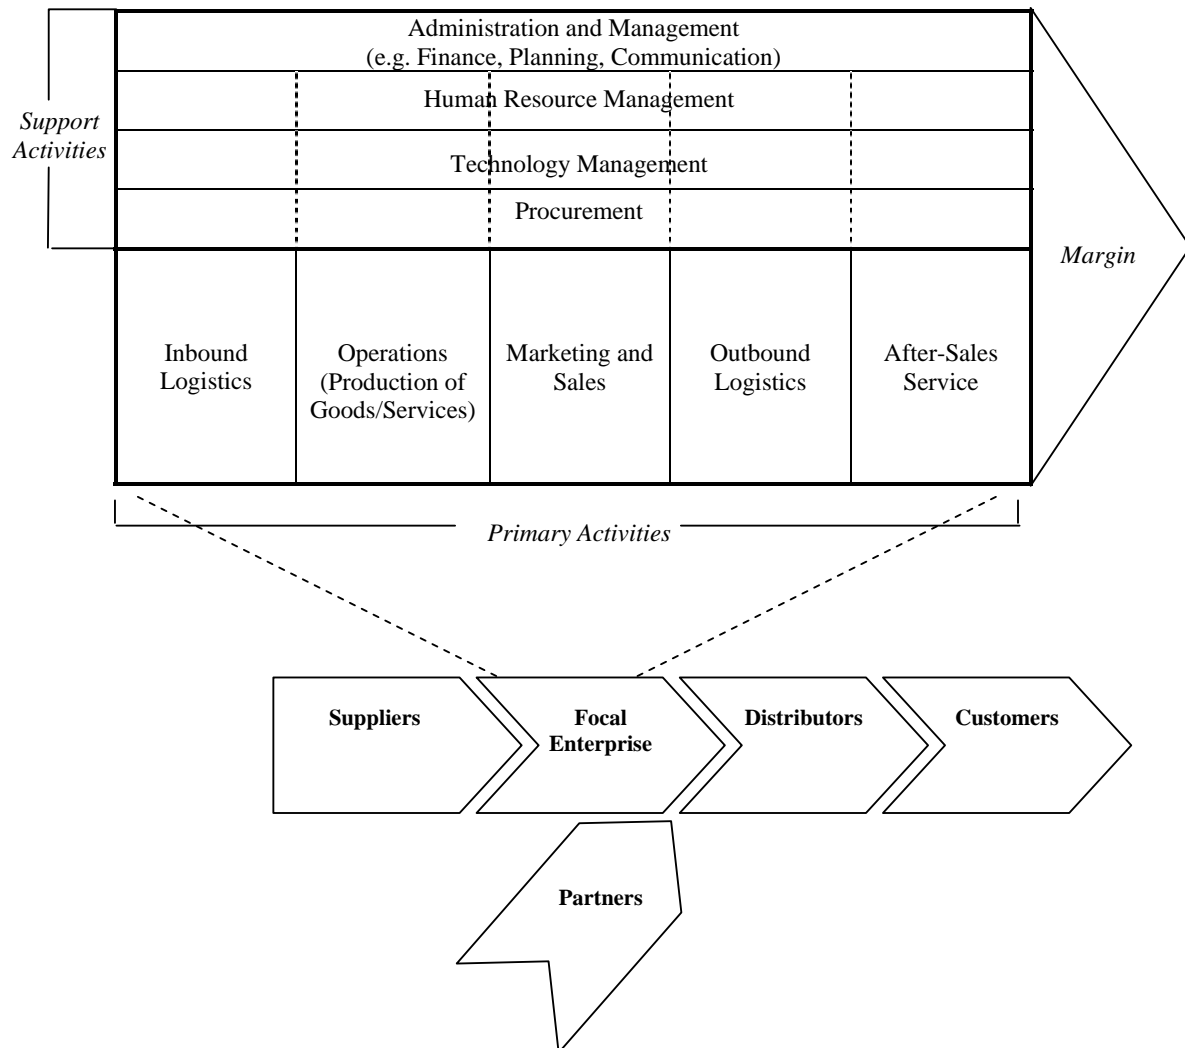 Administration and Management
(e.g. Finance, Planning, Communication)
Human Resource Management
Support
Activities
Technology Management
Procurement
Margin
Inbound
Logistics
Operations
(Production of
Goods/Services)
Marketing and
Sales
Outbound
Logistics
After-Sales
Service
Primary Activities
Suppliers
Focal
Enterprise
Distributors
Customers
Partners